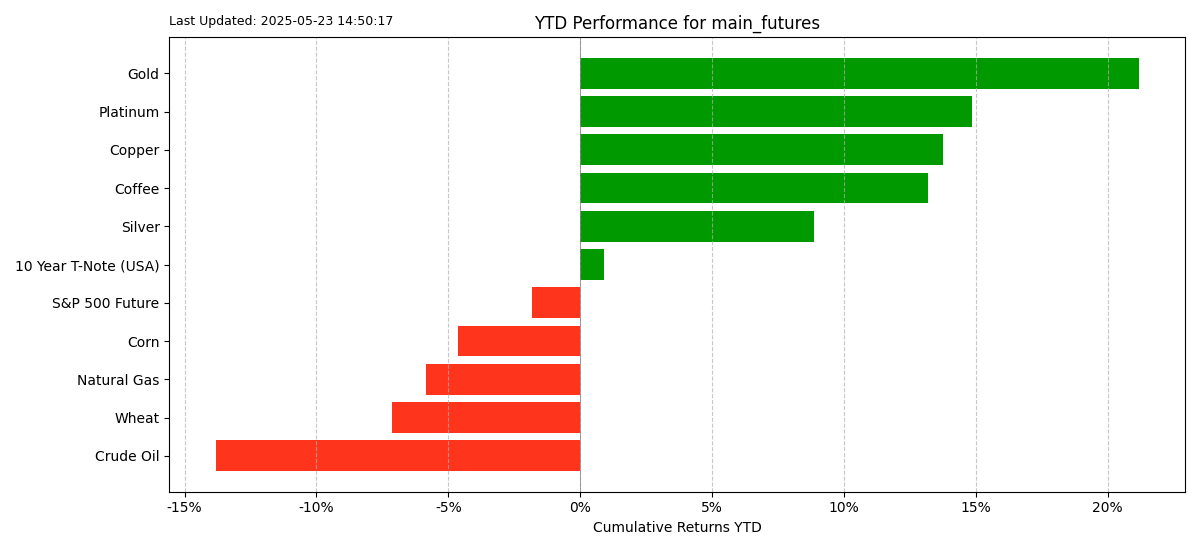 Last Updated: 2025-05-23 14:50:17
YTD Performance for main_futures
Gold
Platinum
Copper
Coffee
Silver
10 Year T-Note (USA)
S&P 500 Future
Corn
Natural Gas
Wheat
Crude Oil
-15% -10% -5% 0% 5% 10% 15% 20%
Cumulative Returns YTD